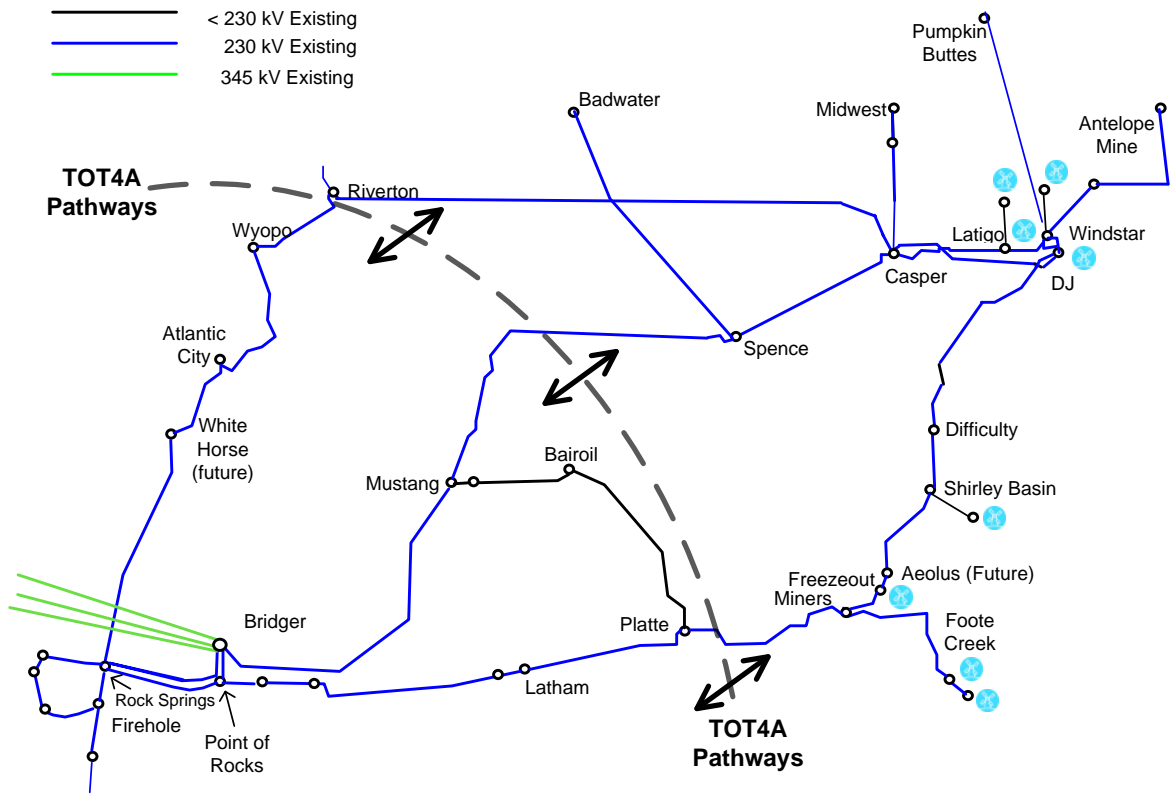 < 230 kV Existing
230 kV Existing
345 kV Existing
Pumpkin
Buttes
Badwater
Midwest
Antelope
Mine
TOT4A
Pathways
Riverton
Wyopo
Latigo
Windstar
Casper
DJ
Atlantic
City
Spence
White
Horse
(future)
Difficulty
Bairoil
Mustang
Shirley Basin
Freezeout
Aeolus (Future)
Miners
Foote
Creek
Bridger
Platte
Latham
Rock Springs
Firehole
Point of
Rocks
TOT4A
Pathways